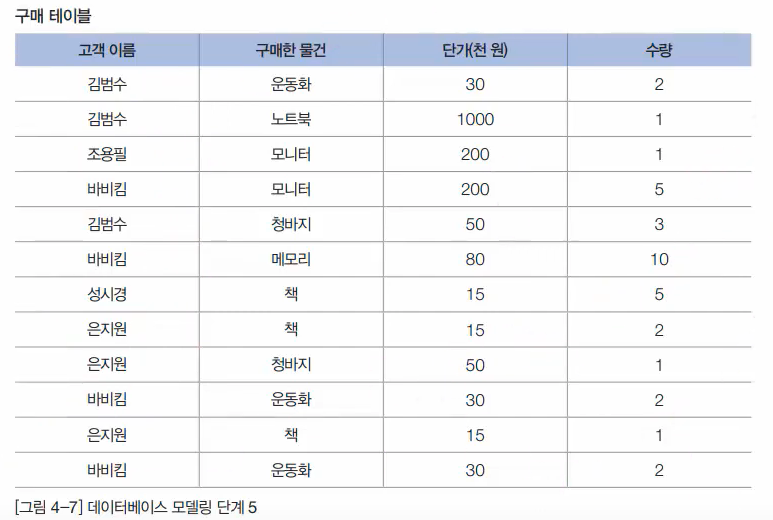 구매 테이블
고객 이름 구매한 물건 단가(천 원) 수량
김범수 운동화 30 2
김범수 노트북 1000 1
조용필 모니터 200 1
바비킴 모니터 200 5
김범수 청바지 50 3
바비킴 메모리 80 10
성시경 책 15 5
은지원 책 15 2
은지원 청바지 50 1
바비킴 운동화 30 2
은지원 책 15 1
바비킴 운동화 30 2
[그림 4-7] 데이터베이스 모델링 단계 5